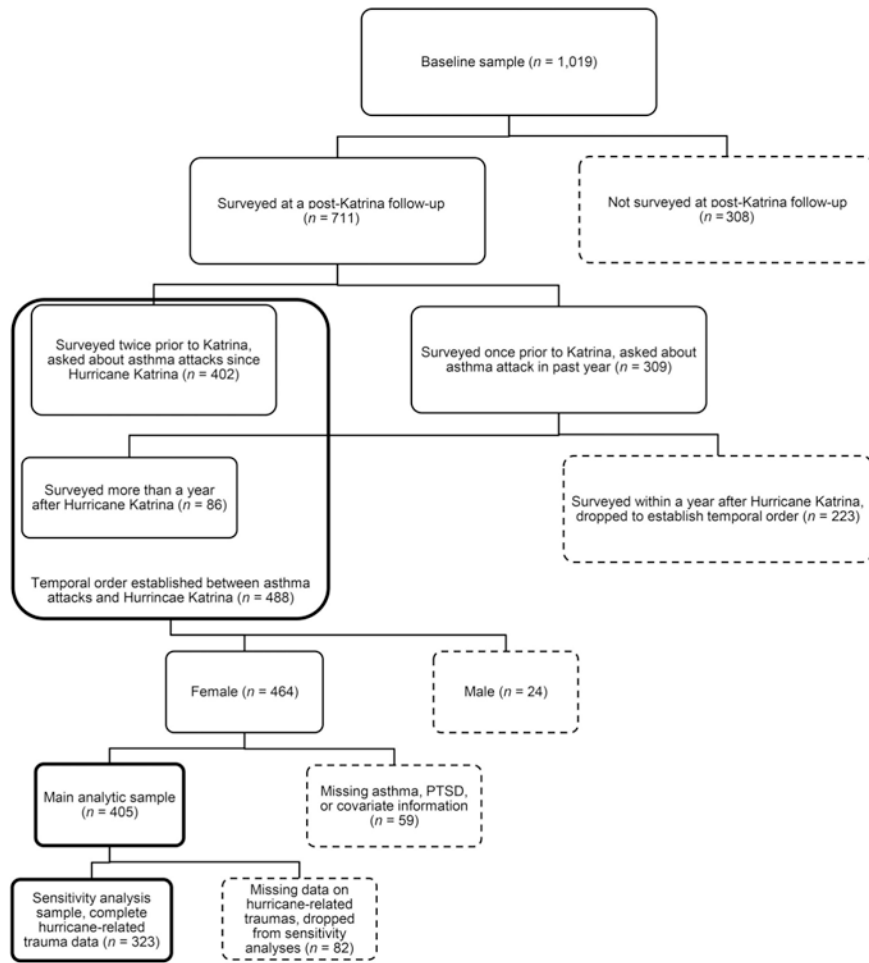 Baseline sample (n = 1,019)
Surveyed at a post-Katrina follow-up
(n = 711)
Not surveyed at post-Katrina follow-up
(n = 308)
Surveyed twice prior to Katrina,
asked about asthma attacks since
Hurricane Katrina (n = 402)
Surveyed once prior to Katrina, asked about
asthma attack in past year (n = 309)
Surveyed more than a year
after Hurricane Katrina (n = 86)
Surveyed within a year after Hurricane Katrina,
dropped to establish temporal order (n = 223)
Temporal order established between asthma
attacks and Hurrincae Katrina (n = 488)
Female (n = 464)
Male (n = 24)
Main analytic sample
(n = 405)
Missing asthma, PTSD,
or covariate information
(n = 59)
Sensitivity analysis
sample, complete
hurricane-related
trauma data (n = 323)
Missing data on
hurricane-related
traumas, dropped
from sensitivity
analyses (n = 82)